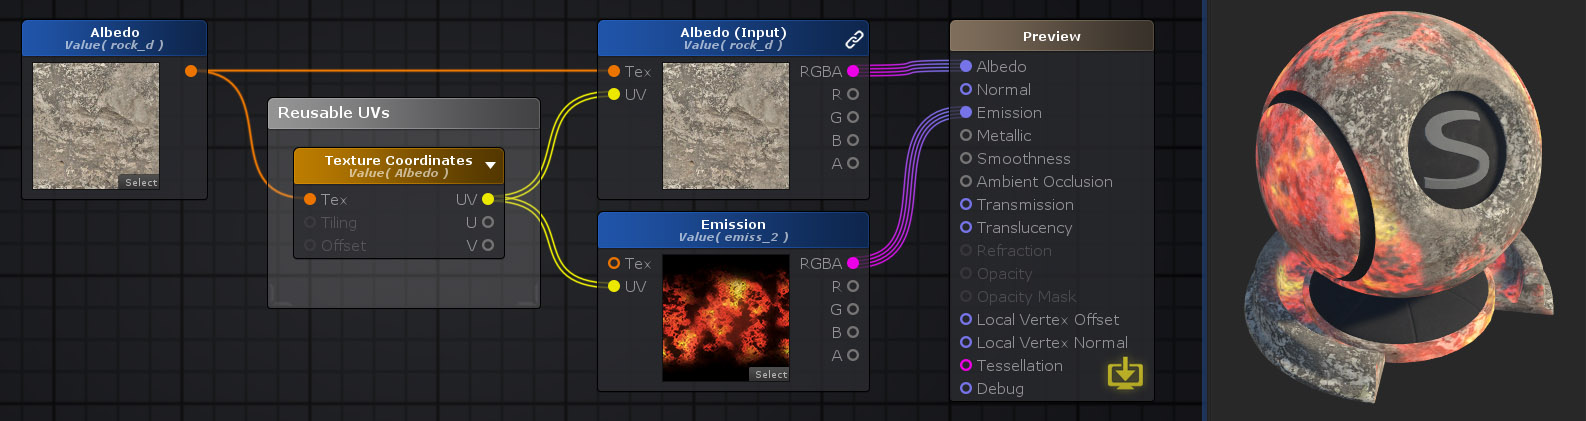 Albedo
Value( rock_d )
Select
Reusable UVs
Texture Coordinates
Value( Albedo )
Tex
UV
Tiling
U
Offset
V
Albedo (Input)
Value( rock_d )
Tex
RGBA
UV
R
G
B
A
Emission
Value( emiss_2 )
Tex
RGBA
UV
R
G
B
A
Select
Preview
Albedo
Normal
Emission
Metallic
Smoothness
Ambient Occlusion
Transmission
Translucency
Refraction
Opacity
Opacity Mask
Local Vertex Offset
Local Vertex Normal
Tessellation
Debug
S